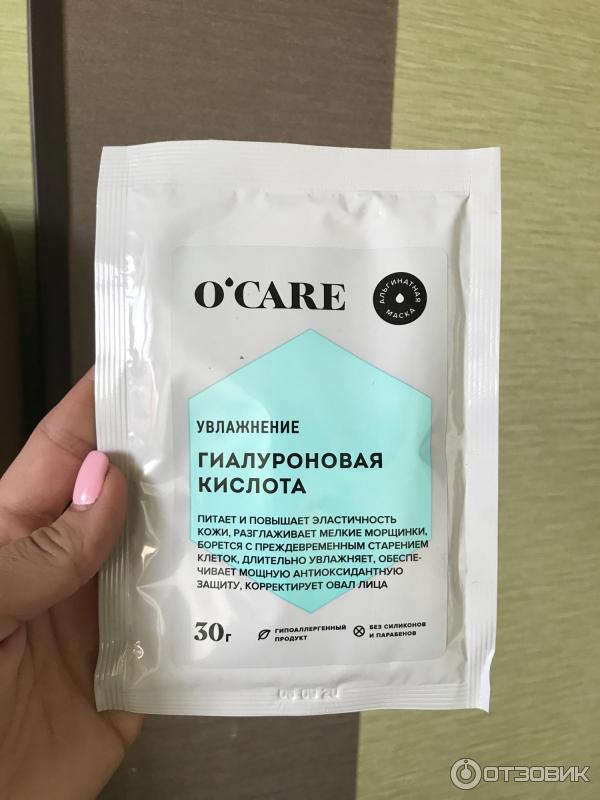 O'CARE
АЛЬГИНАТНАЯ
МАСКА
УВЛАЖНЕНИЕ
ГИАЛУРОНОВАЯ
КИСЛОТА
ПИТАЕТ И ПОВЫШАЕТ ЭЛАСТИЧНОСТЬ
КОЖИ, РАЗГЛАЖИВАЕТ МЕЛКИЕ МОРЩИНКИ,
БОРЕТСЯ С ПРЕЖДЕВРЕМЕННЫМ СТАРЕНИЕМ
КЛЕТОК, ДЛИТЕЛЬНО УВЛАЖНЯЕТ, ОБЕСПЕ-
ЧИВАЕТ МОЩНУЮ АНТИОКСИДАНТНУЮ
ЗАЩИТУ, КОРРЕКТИРУЕТ ОВАЛ ЛИЦА
30г
ГИПОАЛЛЕРГЕННЫЙ
ПРОДУКТ
БЕЗ СИЛИКОНОВ
И ПАРАБЕНОВ
ОТЗОВИК